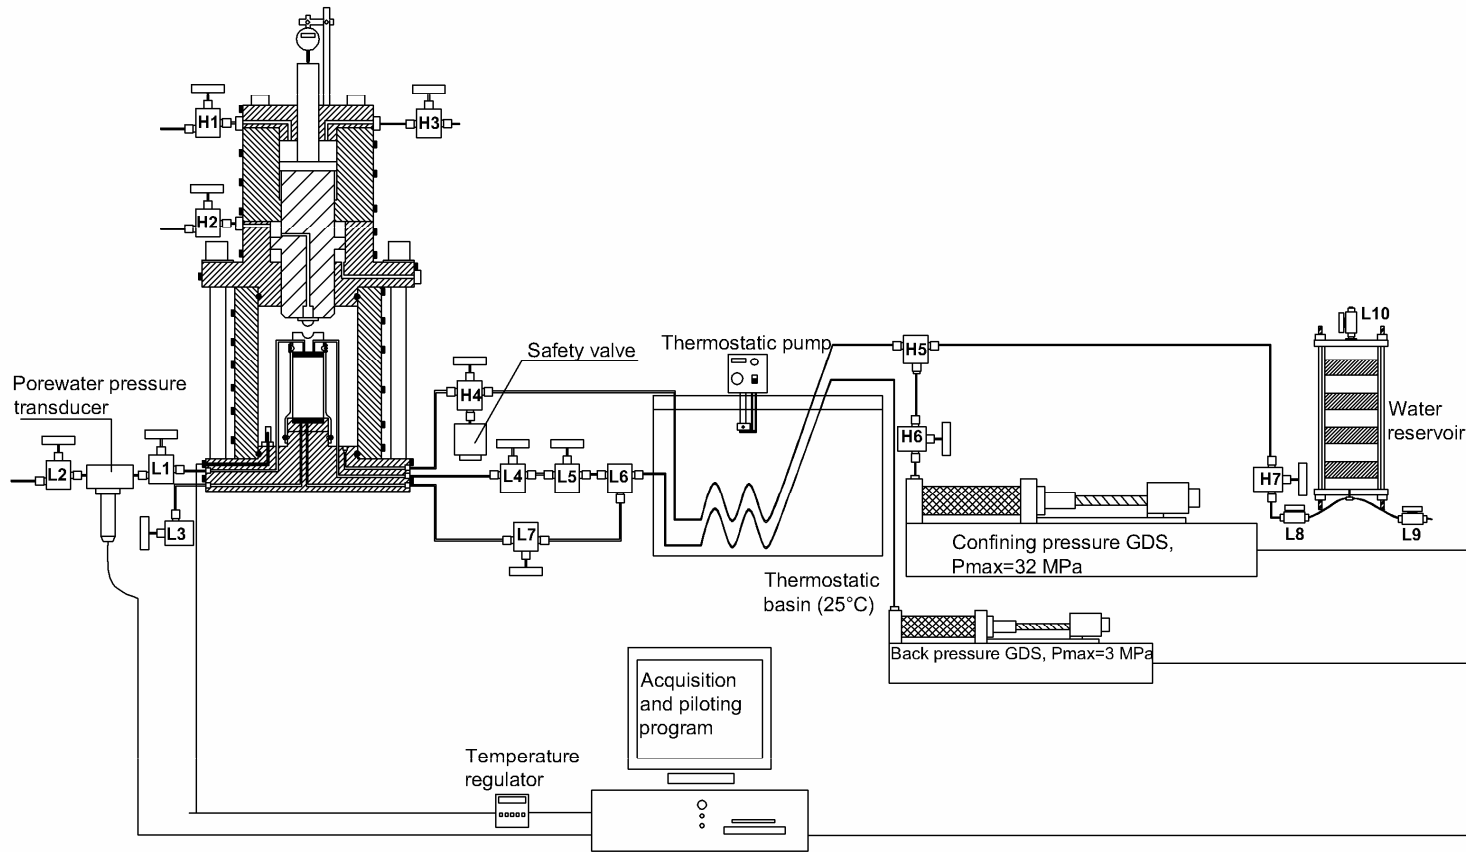 H1
H3
H2
L10
Thermostatic pump
H5
Safety valve
Porewater pressure
transducer
H4
Water
reservoir
H6
L2
L1
L4
L5
L6
H7
L3
L7
L8
L9
Confining pressure GDS,
Pmax=32 MPa
Thermostatic
basin (25°C)
Back pressure GDS, Pmax=3 MPa
Acquisition
and piloting
program
Temperature
regulator